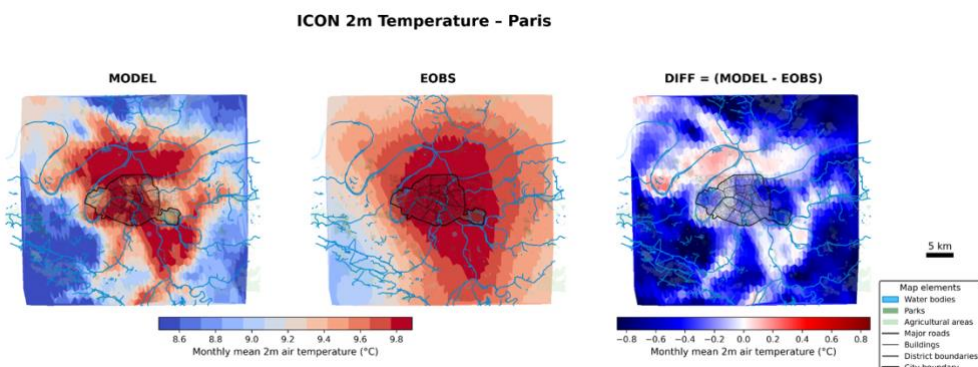 ICON 2m Temperature – Paris
MODEL
EOBS
DIFF = (MODEL - EOBS)
5 km
Map elements
Water bodies
Parks
Agricultural areas
Major roads
Buildings
District boundaries
City boundary
8.6 8.8 9.0 9.2 9.4 9.6 9.8
Monthly mean 2m air temperature (°C)
−0.8 −0.6 −0.4 −0.2 0.0 0.2 0.4 0.6 0.8
Monthly mean 2m air temperature (°C)